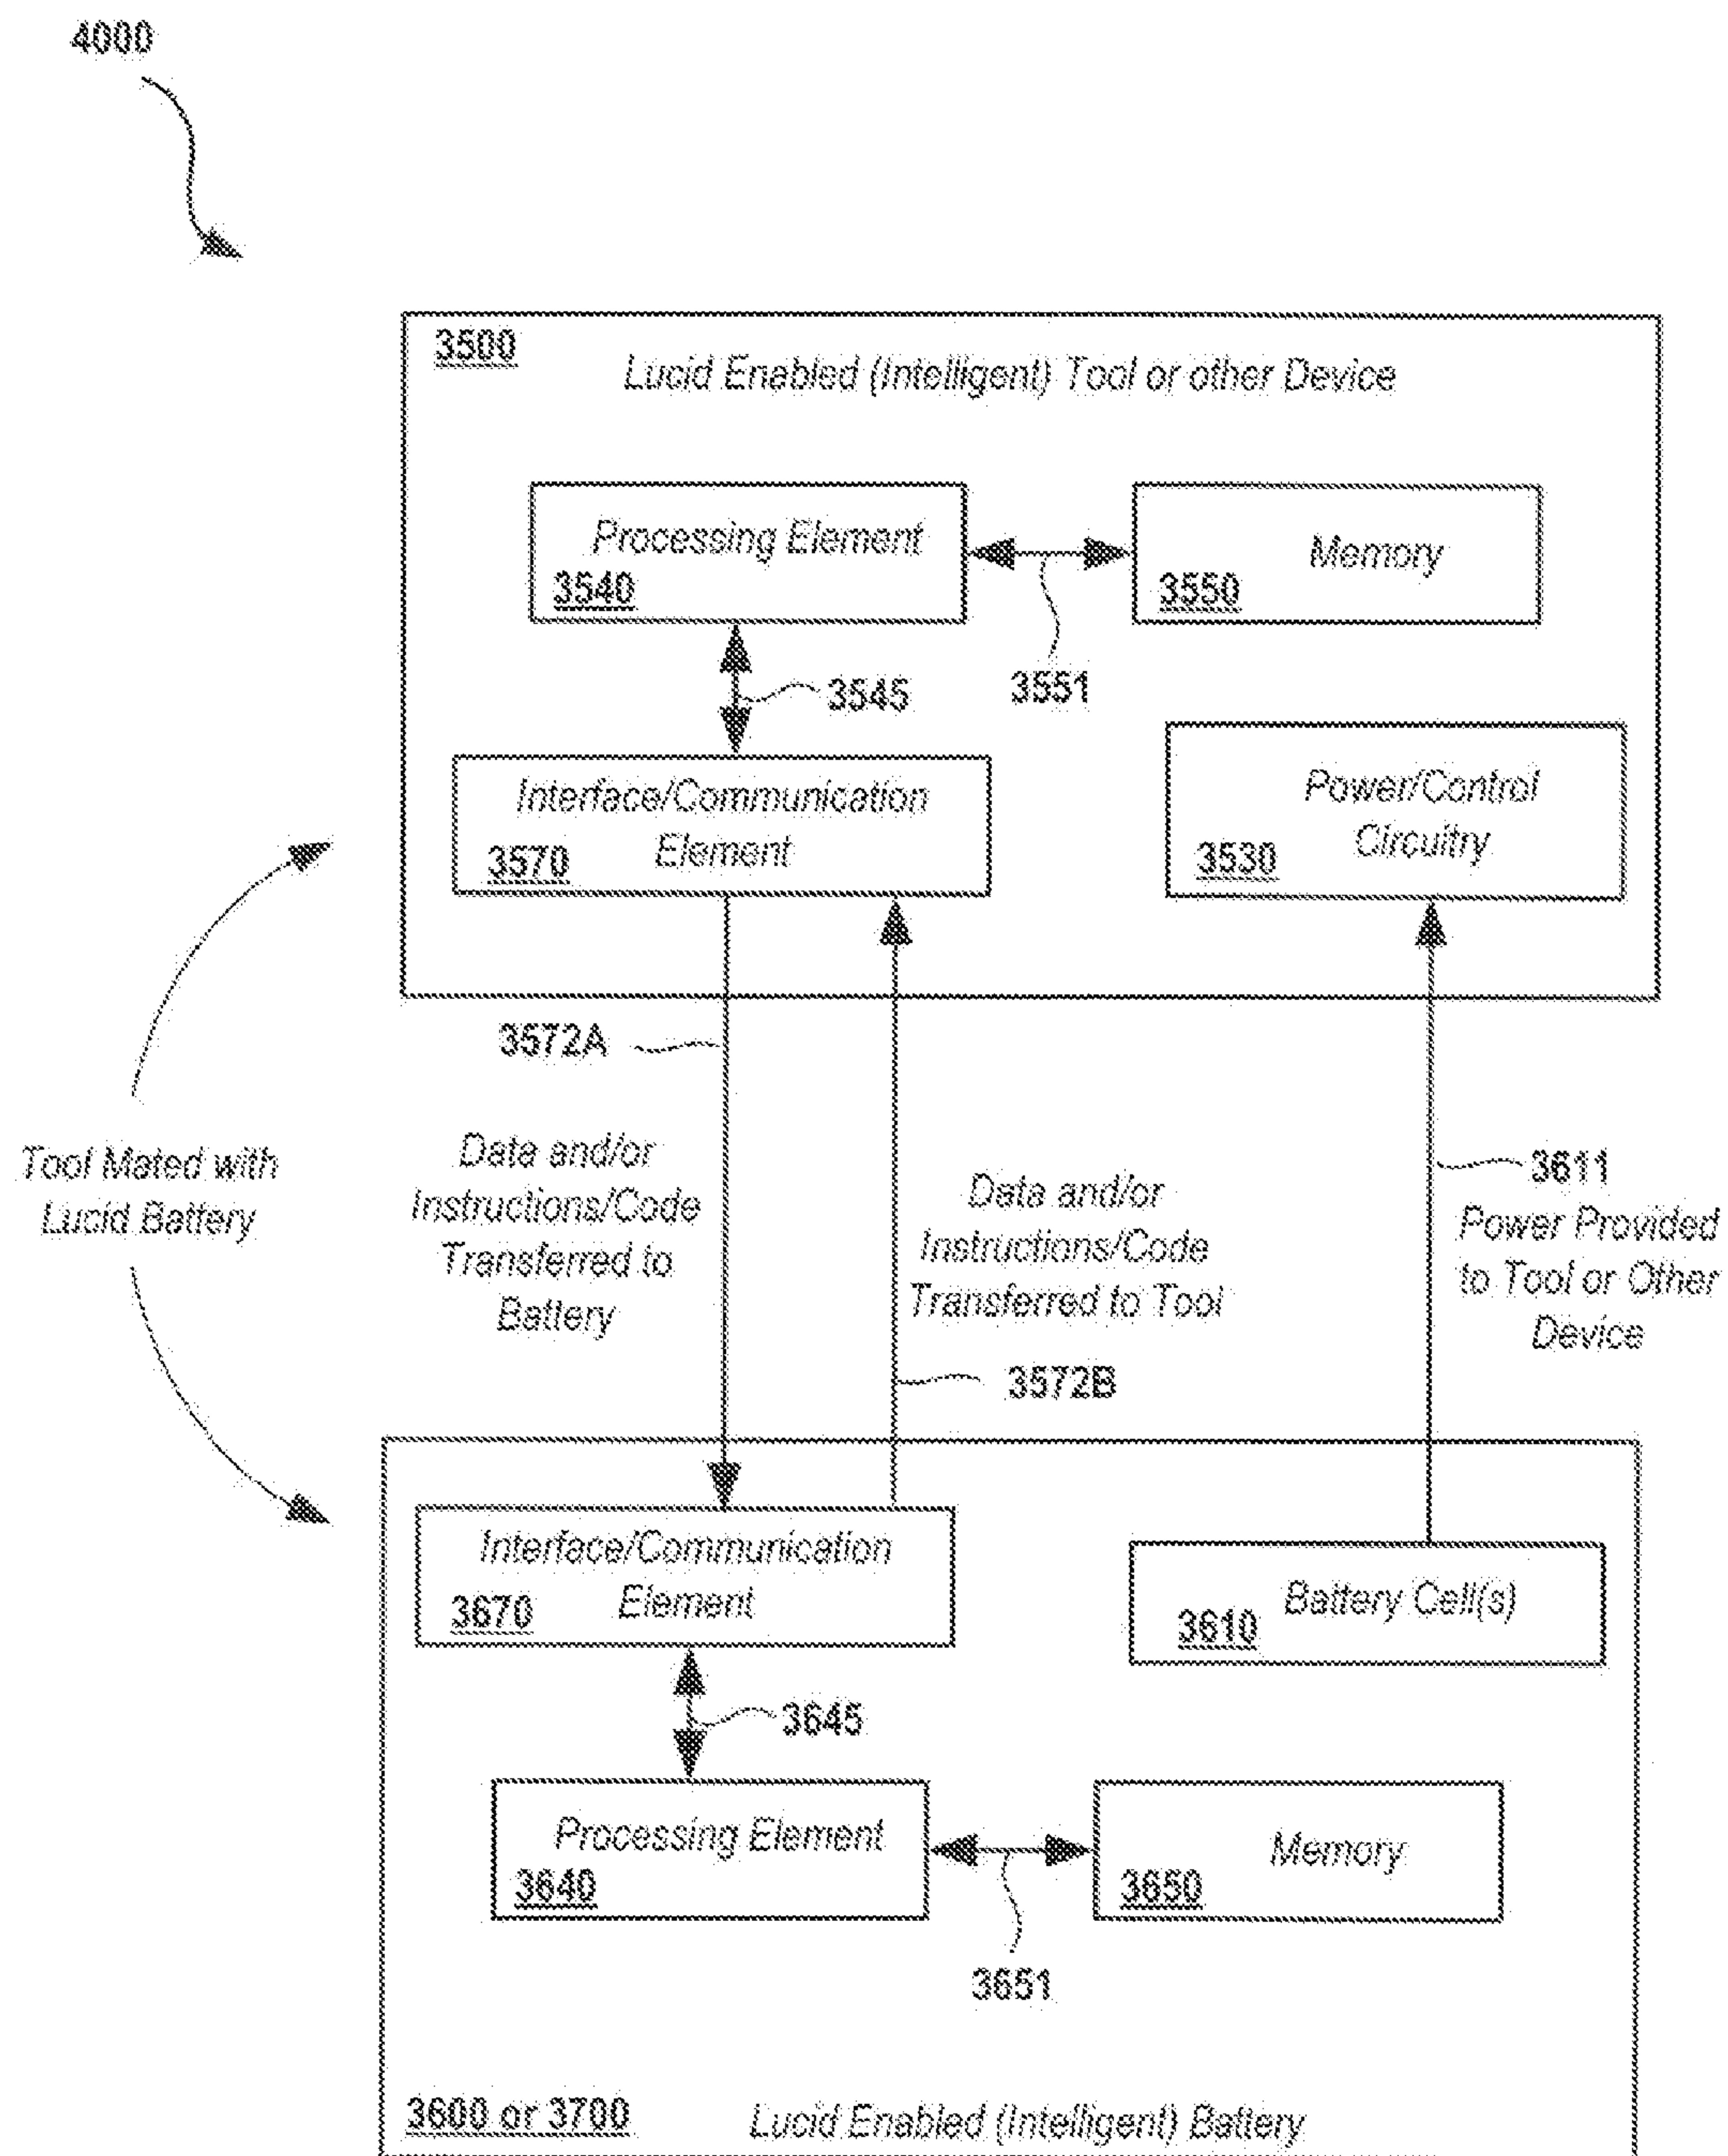 4000
3500
Lucid Enabled (Intelligent) Tool or other Device
Processing Element
3540
Memory
3550
3551
3545
Interface/Communication
Element
3570
Power/Control
Circuitry
3530
3572A
Tool Mated with
Lucid Battery
Data and/or
Instructions/Code
Transferred to
Battery
Data and/or
Instructions/Code
Transferred to Tool
3572B
3611
Power Provided
to Tool or Other
Device
Interface/Communication
Element
3670
Battery Cell(s)
3610
3645
Processing Element
3640
Memory
3650
3651
3600 or 3700
Lucid Enabled (Intelligent) Battery